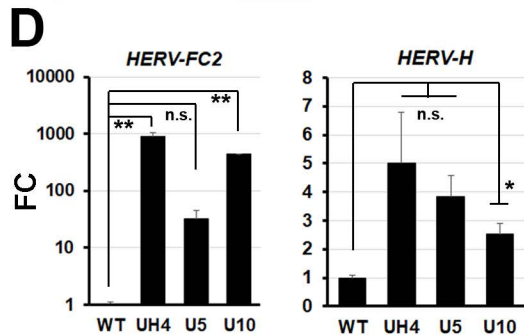 D
HERV-FC2
HERV-H
FC
10000
1000
100
10
1
**
n.s.
**
WT UH4 U5 U10
8
7
6
5
4
3
2
1
0
n.s.
*
WT UH4 U5 U10